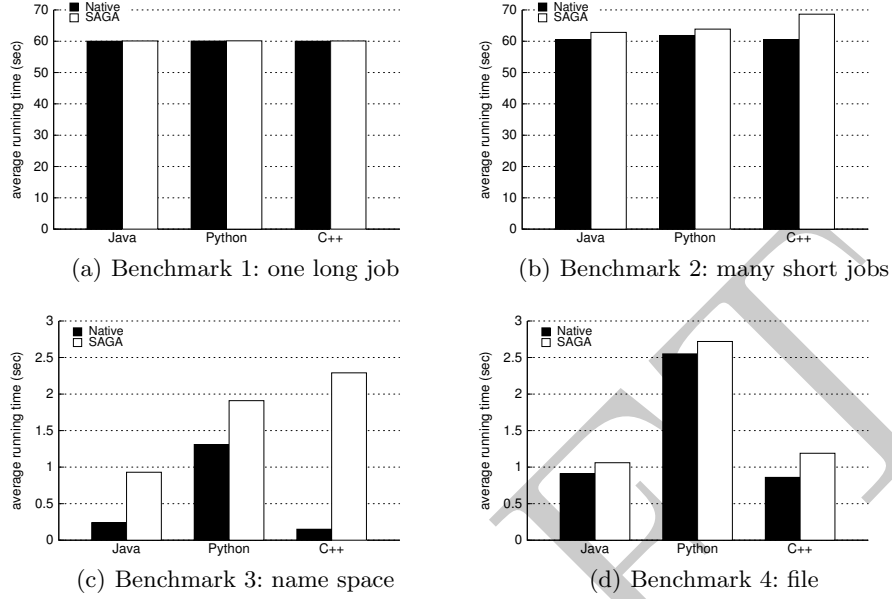 Native
SAGA
70
60
50
40
30
20
10
0
average running time (sec)
Java Python C++
(a) Benchmark 1: one long job
Native
SAGA
70
60
50
40
30
20
10
0
average running time (sec)
Java Python C++
(b) Benchmark 2: many short jobs
Native
SAGA
3
2.5
2
1.5
1
0.5
0
average running time (sec)
Java Python C++
(c) Benchmark 3: name space
Native
SAGA
3
2.5
2
1.5
1
0.5
0
average running time (sec)
Java Python C++
(d) Benchmark 4: file